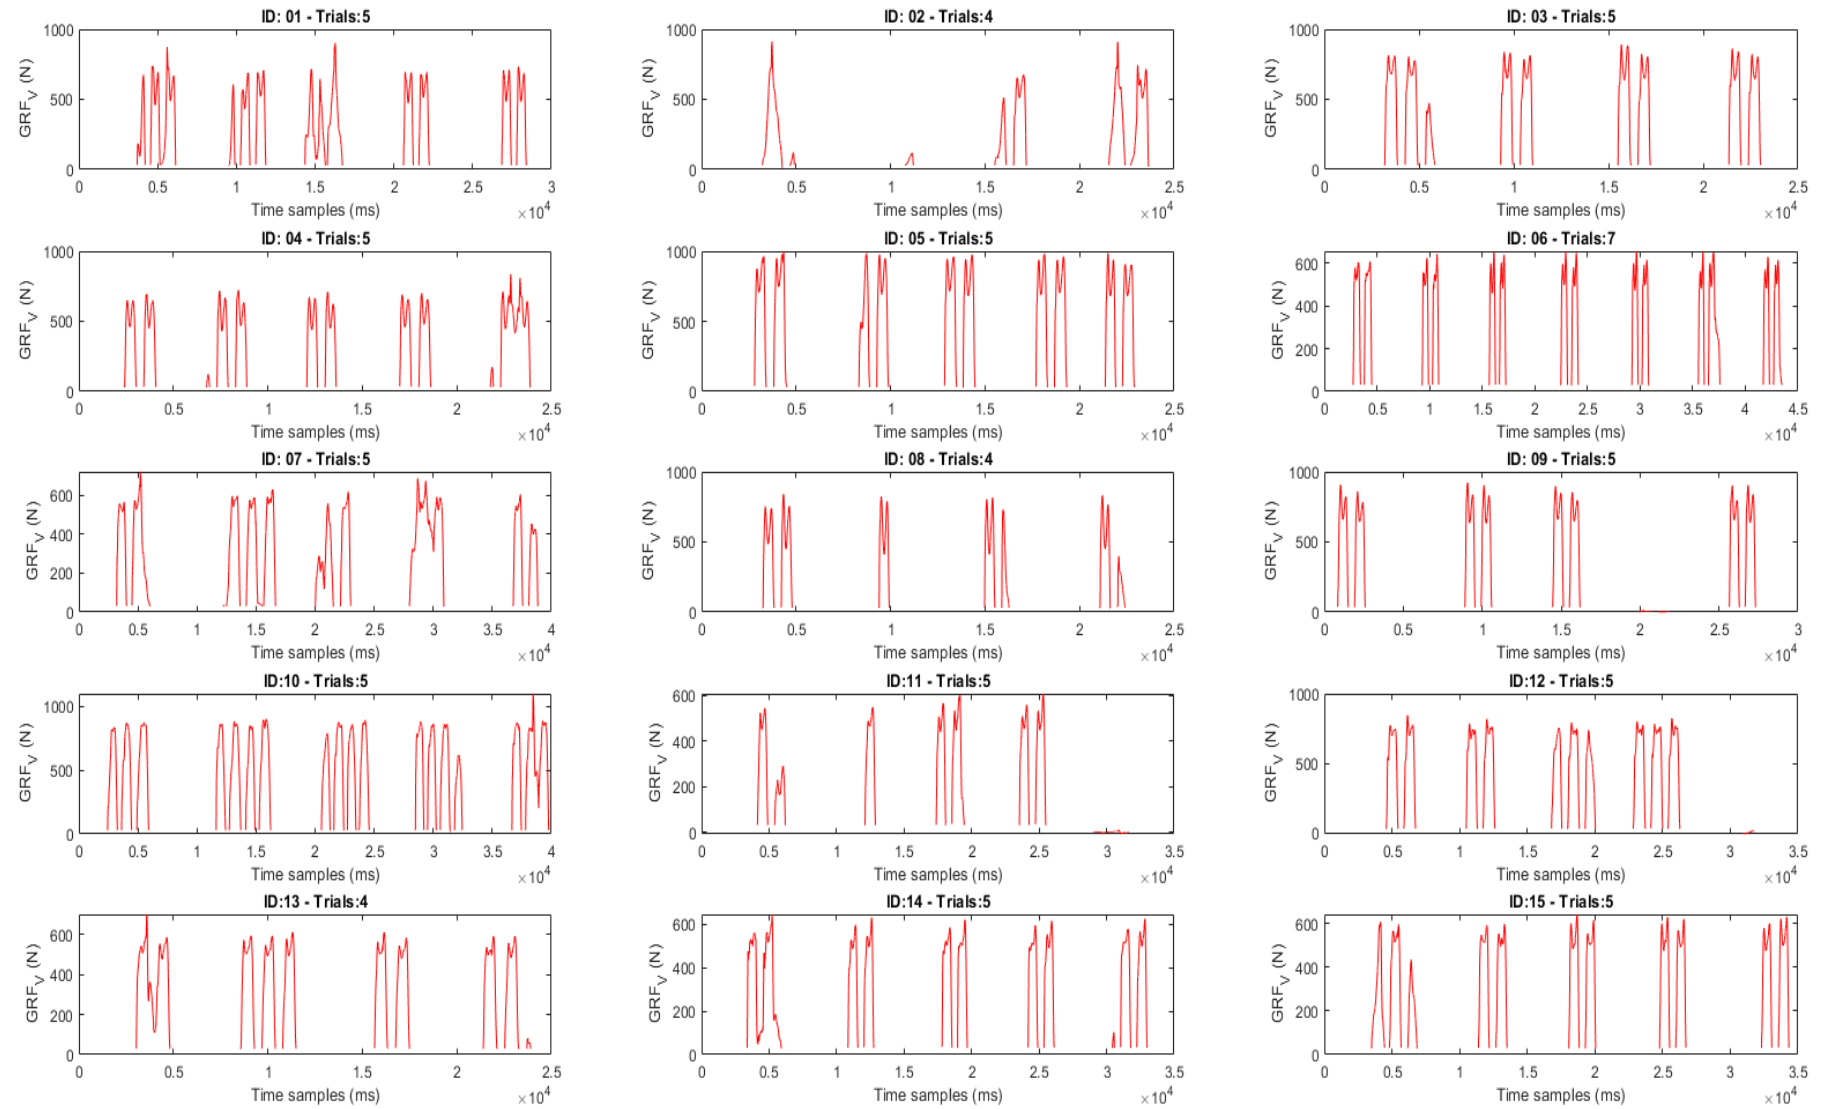 ID: 01 - Trials:5
1000
500
0
GRF_V (N)
0 0.5 1 1.5 2 2.5 3
Time samples (ms)
×10^4
ID: 02 - Trials:4
1000
500
0
GRF_V (N)
0 0.5 1 1.5 2 2.5
Time samples (ms)
×10^4
ID: 03 - Trials:5
1000
500
0
GRF_V (N)
0 0.5 1 1.5 2 2.5
Time samples (ms)
×10^4
ID: 04 - Trials:5
1000
500
0
GRF_V (N)
0 0.5 1 1.5 2 2.5
Time samples (ms)
×10^4
ID: 05 - Trials:5
1000
500
0
GRF_V (N)
0 0.5 1 1.5 2 2.5
Time samples (ms)
×10^4
ID: 06 - Trials:7
600
400
200
0
GRF_V (N)
0 0.5 1 1.5 2 2.5 3 3.5 4 4.5
Time samples (ms)
×10^4
ID: 07 - Trials:5
600
400
200
0
GRF_V (N)
0 0.5 1 1.5 2 2.5 3 3.5 4
Time samples (ms)
×10^4
ID: 08 - Trials:4
1000
500
0
GRF_V (N)
0 0.5 1 1.5 2 2.5
Time samples (ms)
×10^4
ID: 09 - Trials:5
1000
500
0
GRF_V (N)
0 0.5 1 1.5 2 2.5 3
Time samples (ms)
×10^4
ID:10 - Trials:5
1000
500
0
GRF_V (N)
0 0.5 1 1.5 2 2.5 3 3.5 4
Time samples (ms)
×10^4
ID:11 - Trials:5
600
400
200
0
GRF_V (N)
0 0.5 1 1.5 2 2.5 3 3.5
Time samples (ms)
×10^4
ID:12 - Trials:5
1000
500
0
GRF_V (N)
0 0.5 1 1.5 2 2.5 3 3.5
Time samples (ms)
×10^4
ID:13 - Trials:4
600
400
200
0
GRF_V (N)
0 0.5 1 1.5 2 2.5
Time samples (ms)
×10^4
ID:14 - Trials:5
600
400
200
0
GRF_V (N)
0 0.5 1 1.5 2 2.5 3 3.5
Time samples (ms)
×10^4
ID:15 - Trials:5
600
400
200
0
GRF_V (N)
0 0.5 1 1.5 2 2.5 3 3.5
Time samples (ms)
×10^4